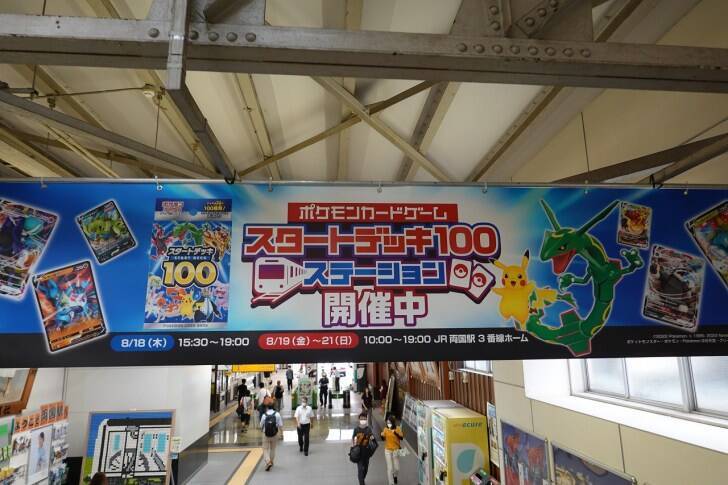 ポケモンカードゲーム
スタートデッキ100
ステーション
開催中
スタートデッキ
100
8/18(木) 15:30~19:00 8/19(金)~21(日) 10:00~19:00 JR 両国駅 3番線ホーム
ecure